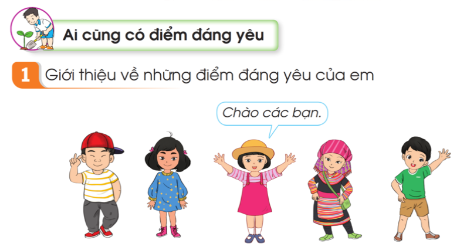 Ai cũng có điểm đáng yêu
1 Giới thiệu về những điểm đáng yêu của em
Chào các bạn.